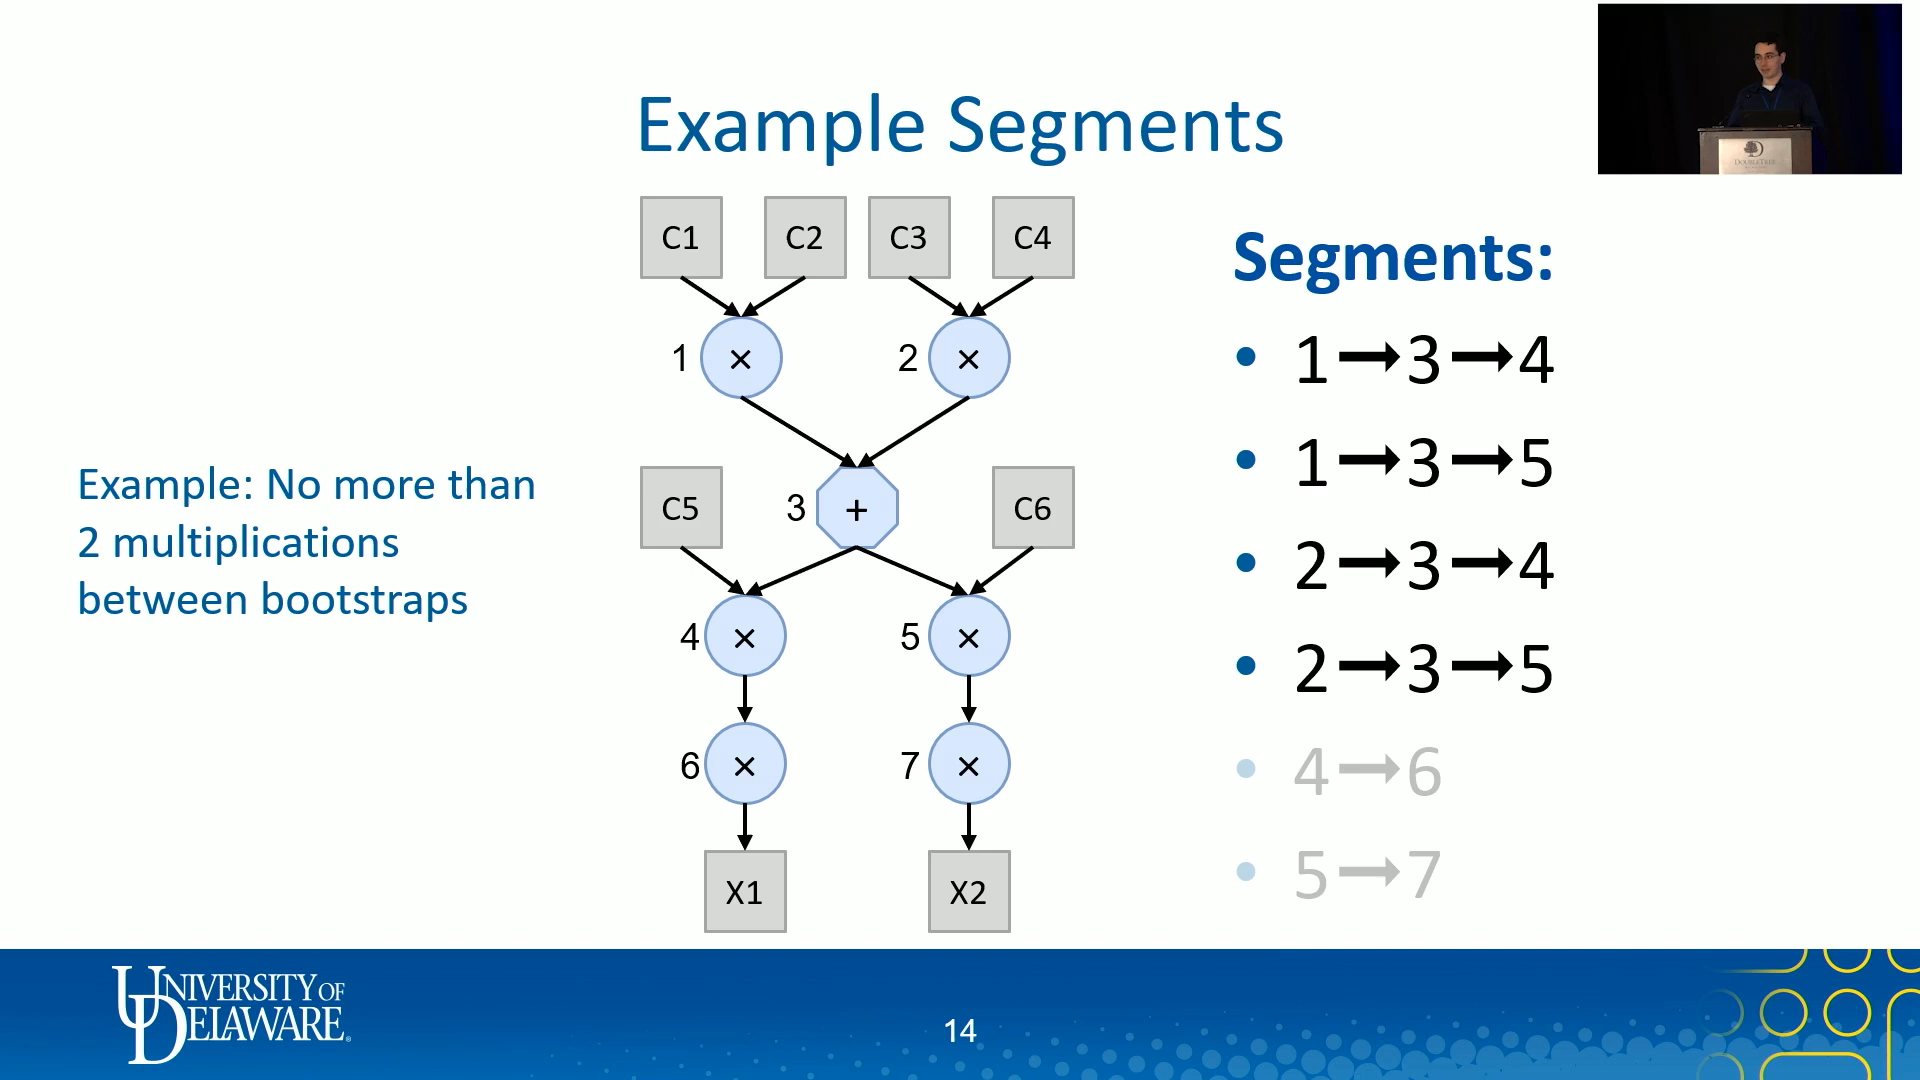 Example Segments
C1 C2 C3 C4
1 × 2 ×
C5 3 + C6
4 × 5 ×
6 × 7 ×
X1 X2
Example: No more than
2 multiplications
between bootstraps
Segments:
• 1→3→4
• 1→3→5
• 2→3→4
• 2→3→5
• 4→6
• 5→7
UNIVERSITY OF
DELAWARE.
14
DOUBLETREE